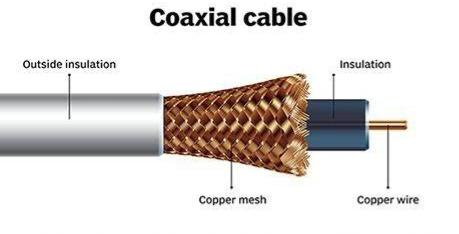 Coaxial cable
Outside insulation
Insulation
Copper mesh
Copper wire